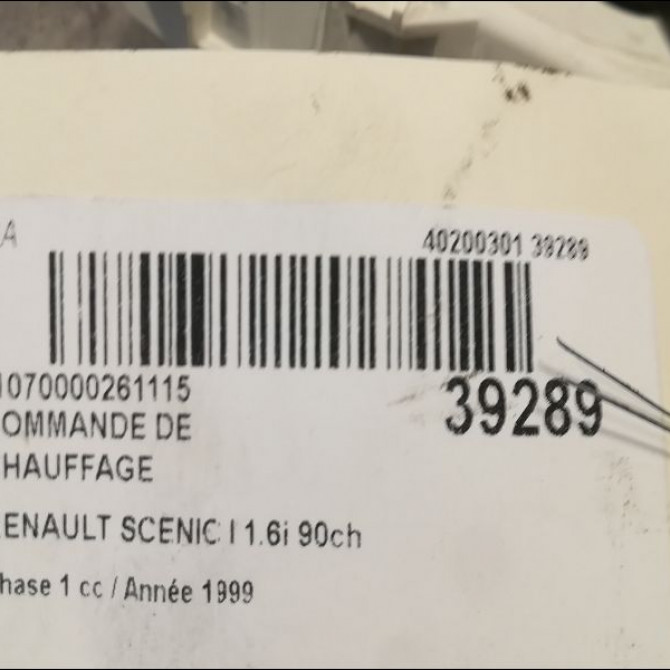 A 40200301 39289
1070000261115 39289
OMMANDE DE
HAUFFAGE
ENAULT SCENIC I 1.6i 90ch
hase 1 cc / Année 1999